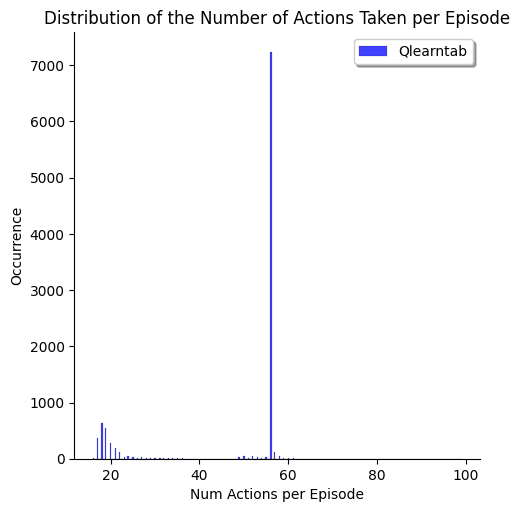 Distribution of the Number of Actions Taken per Episode
Qlearntab
7000
6000
5000
4000
3000
2000
1000
0
Occurrence
20 40 60 80 100
Num Actions per Episode